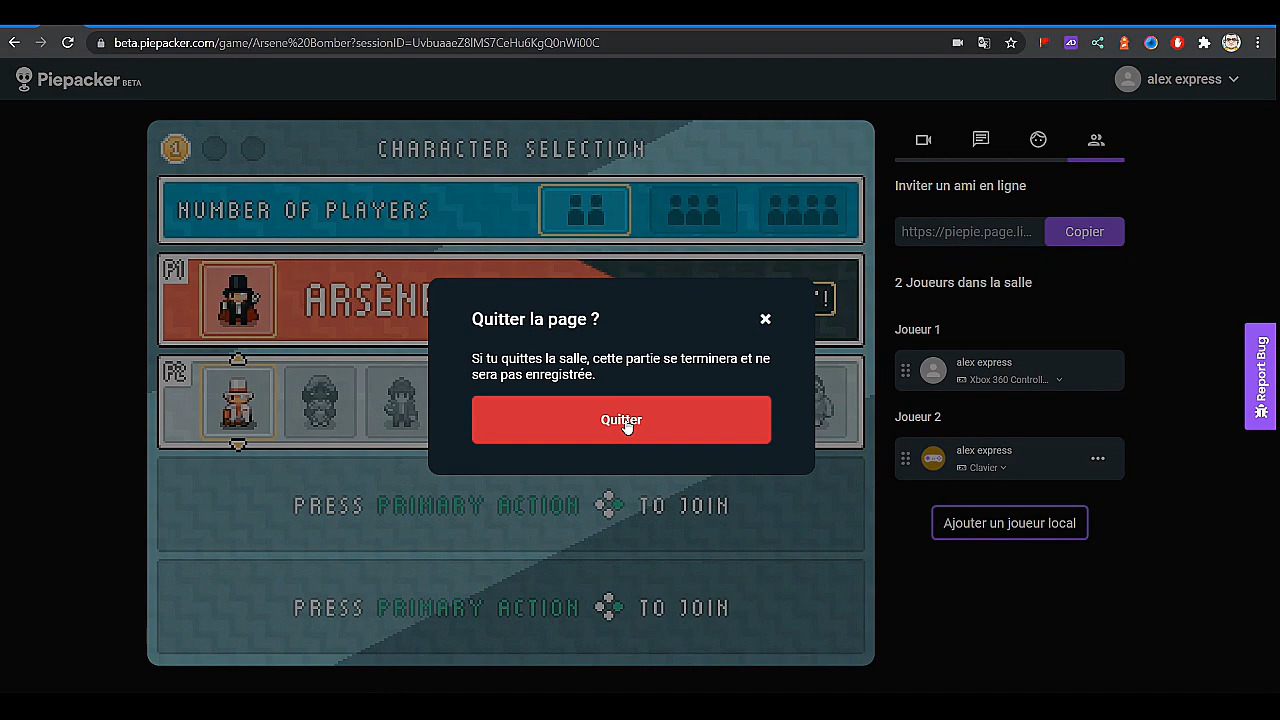 beta.piepacker.com/game/Arsene%20Bomber?sessionID=UvbuaaeZ8IMS7CeHu6KgQ0nWi00C
Piepacker BETA
alex express
1
CHARACTER SELECTION
NUMBER OF PLAYERS
P1
ARSÈNE
!
P2
Quitter la page ?
Si tu quittes la salle, cette partie se terminera et ne
sera pas enregistrée.
Quitter
PRESS PRIMARY ACTION TO JOIN
PRESS PRIMARY ACTION TO JOIN
Inviter un ami en ligne
https://piepie.page.li...
Copier
2 Joueurs dans la salle
Joueur 1
alex express
Xbox 360 Controll...
Joueur 2
alex express
Clavier
Ajouter un joueur local
Report Bug